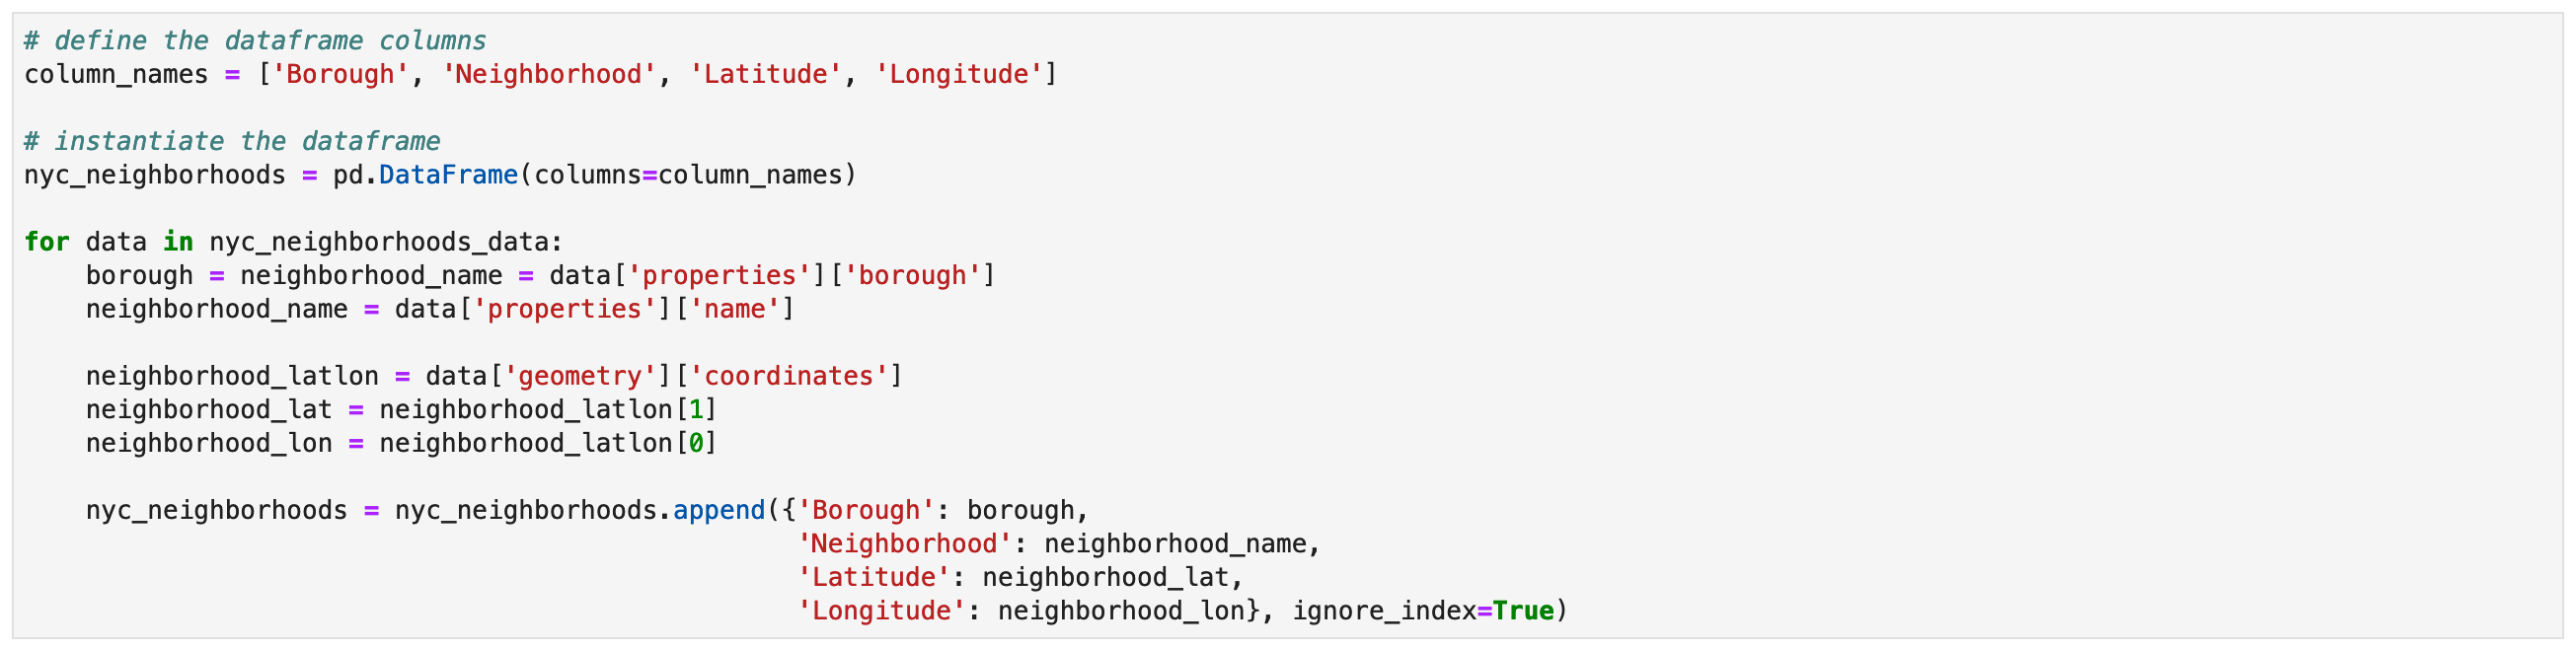 # define the dataframe columns
column_names = ['Borough', 'Neighborhood', 'Latitude', 'Longitude']
# instantiate the dataframe
nyc_neighborhoods = pd.DataFrame(columns=column_names)
for data in nyc_neighborhoods_data:
    borough = neighborhood_name = data['properties']['borough']
    neighborhood_name = data['properties']['name']
    neighborhood_latlon = data['geometry']['coordinates']
    neighborhood_lat = neighborhood_latlon[1]
    neighborhood_lon = neighborhood_latlon[0]
    nyc_neighborhoods = nyc_neighborhoods.append({'Borough': borough,
                                                  'Neighborhood': neighborhood_name,
                                                  'Latitude': neighborhood_lat,
                                                  'Longitude': neighborhood_lon}, ignore_index=True)